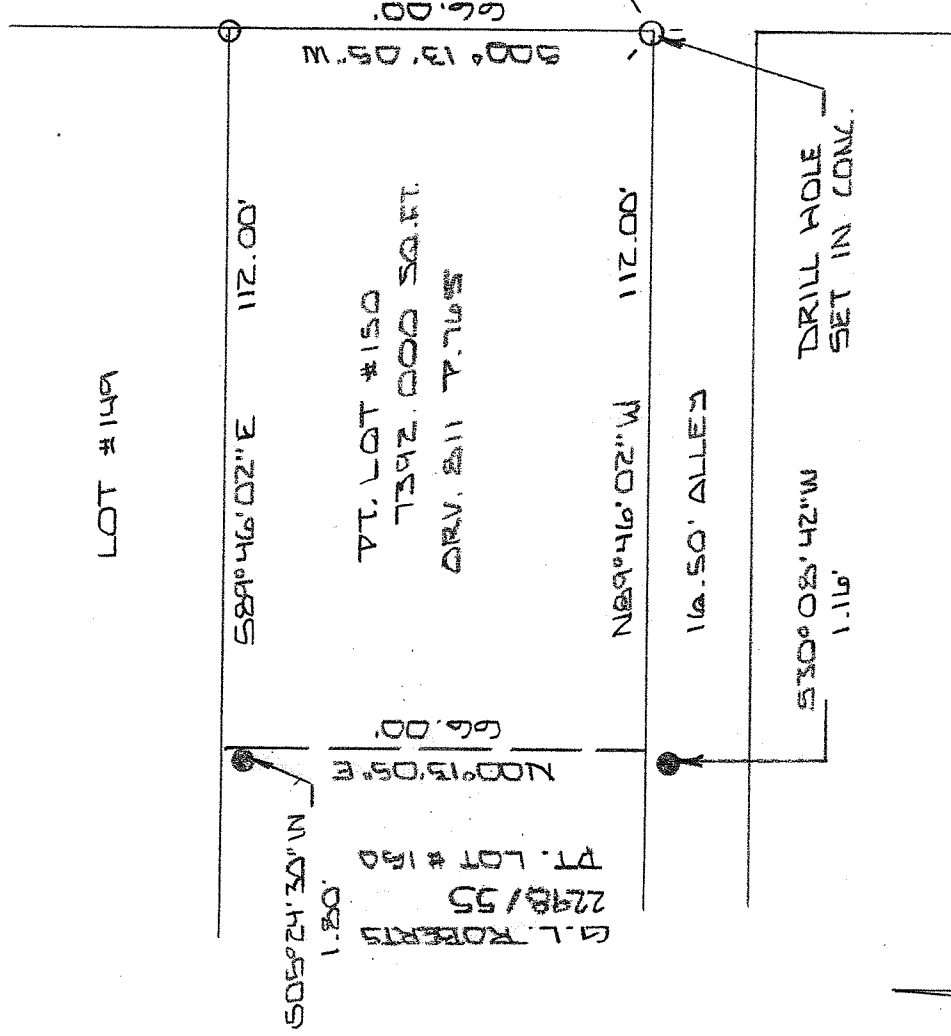 66.00'
S00° 13' 05"W
LOT #149
S89°46'02"E 112.00'
PT. LOT #150
7392.000 SQ.FT.
ORV. 811 P.765
N89°46'02"W 112.00'
16.50' ALLEY
DRILL HOLE
SET IN CONC.
S30°08'42"W
1.16'
66.00'
N00°13'05"E
S05°24'30"W
1.80'
G.L. ROBERTS
2298/55
PT. LOT #150